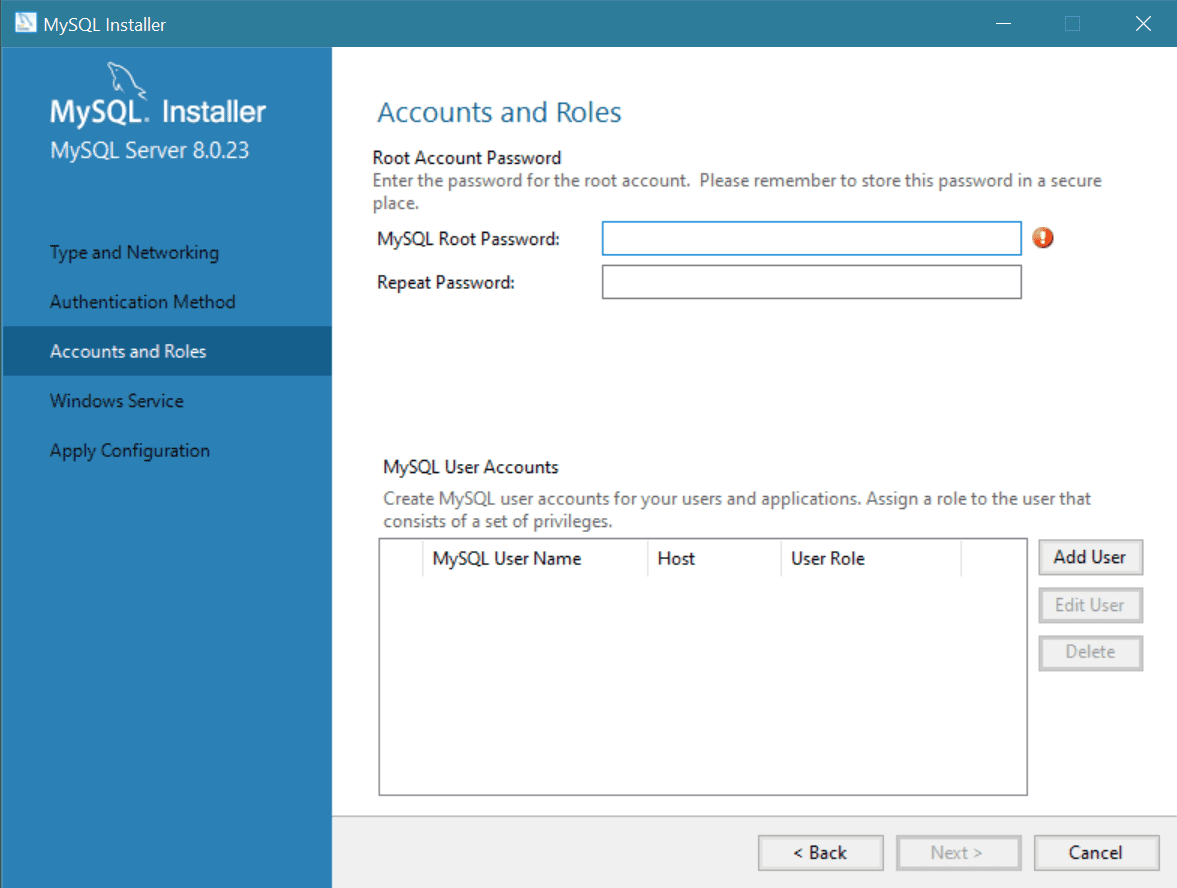 MySQL Installer
MySQL. Installer
MySQL Server 8.0.23
Type and Networking
Authentication Method
Accounts and Roles
Windows Service
Apply Configuration
Accounts and Roles
Root Account Password
Enter the password for the root account.  Please remember to store this password in a secure
place.
MySQL Root Password:
Repeat Password:
MySQL User Accounts
Create MySQL user accounts for your users and applications. Assign a role to the user that
consists of a set of privileges.
MySQL User Name Host User Role
Add User
Edit User
Delete
< Back Next > Cancel